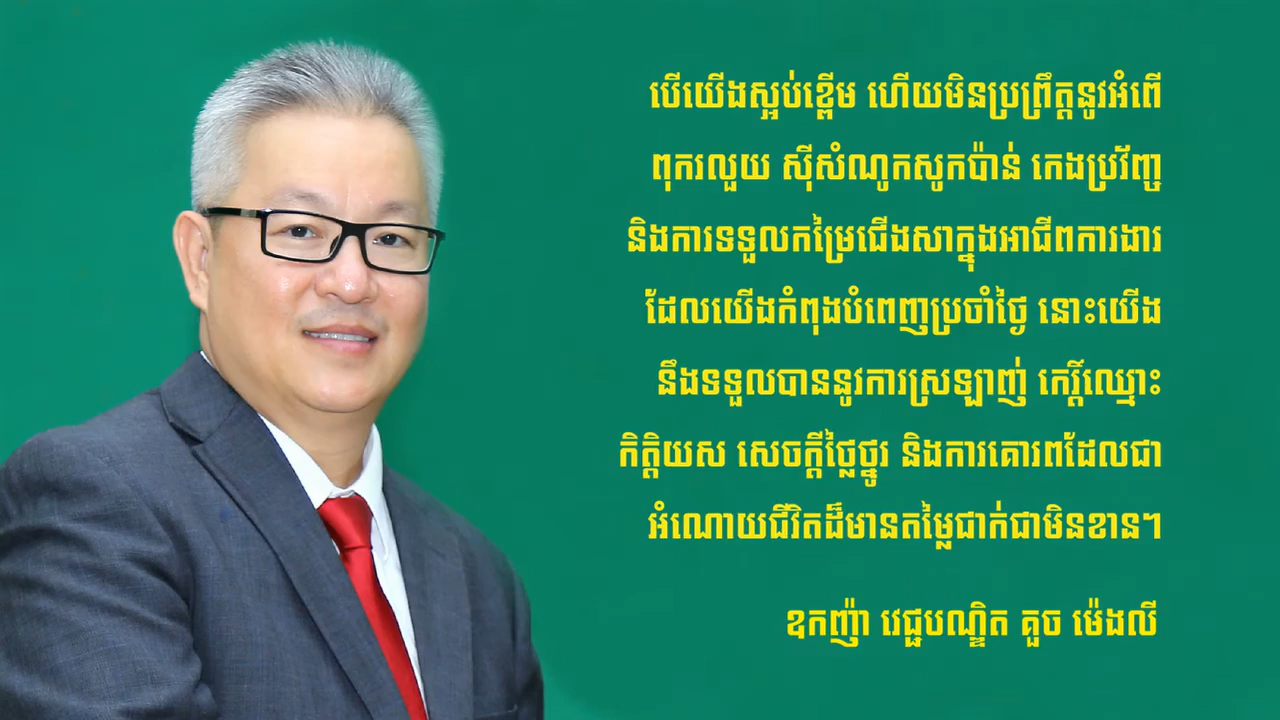 បើយើងស្អប់ខ្ពើម ហើយមិនប្រព្រឹត្តនូវអំពើ
ពុករលួយ ស៊ីសំណូកសូកប៉ាន់ កេងប្រវ័ញ្ច
និងការទទួលកម្រៃជើងសាក្នុងអាជីពការងារ
ដែលយើងកំពុងបំពេញប្រចាំថ្ងៃ នោះយើង
នឹងទទួលបាននូវការស្រឡាញ់ កេរ្តិ៍ឈ្មោះ
កិត្តិយស សេចក្តីថ្លៃថ្នូរ និងការគោរពដែលជា
អំណោយជីវិតដ៏មានតម្លៃជាក់ជាមិនខាន។
ឧកញ៉ា វេជ្ជបណ្ឌិត គួច ម៉េងលី